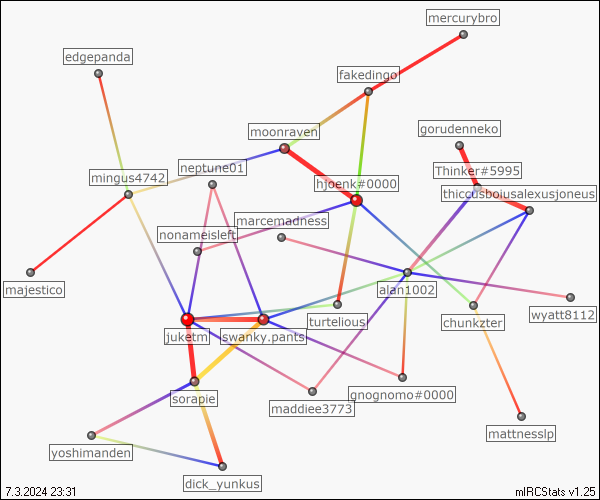 mercurybro
edgepanda
fakedingo
moonraven
gorudenneko
neptune01
Thinker#5995
mingus4742
hjoenk#0000
thiccusboiusalexusjoneus
marcemadness
nonameisleft
majestico
alan1002
wyatt8112
turtelious
chunkzter
juketm
swanky.pants
sorapie
gnognomo#0000
maddiee3773
mattnesslp
yoshimanden
dick_yunkus
7.3.2024 23:31
mIRCStats v1.25